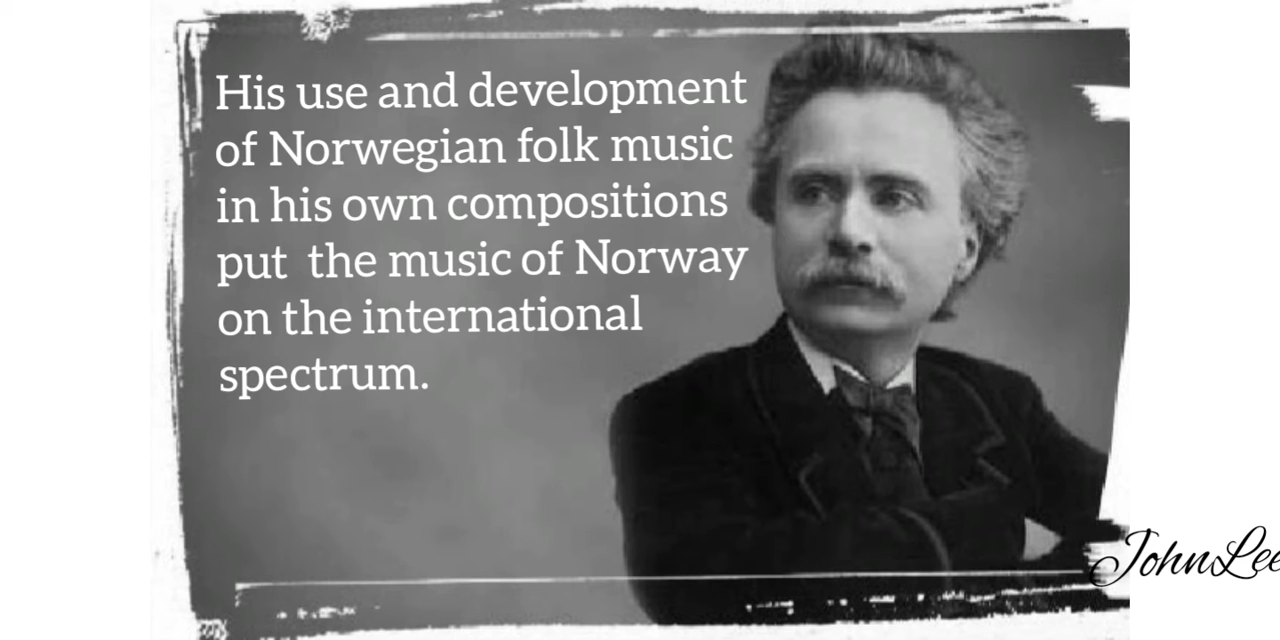 His use and development
of Norwegian folk music
in his own compositions
put  the music of Norway
on the international
spectrum.
JohnLee